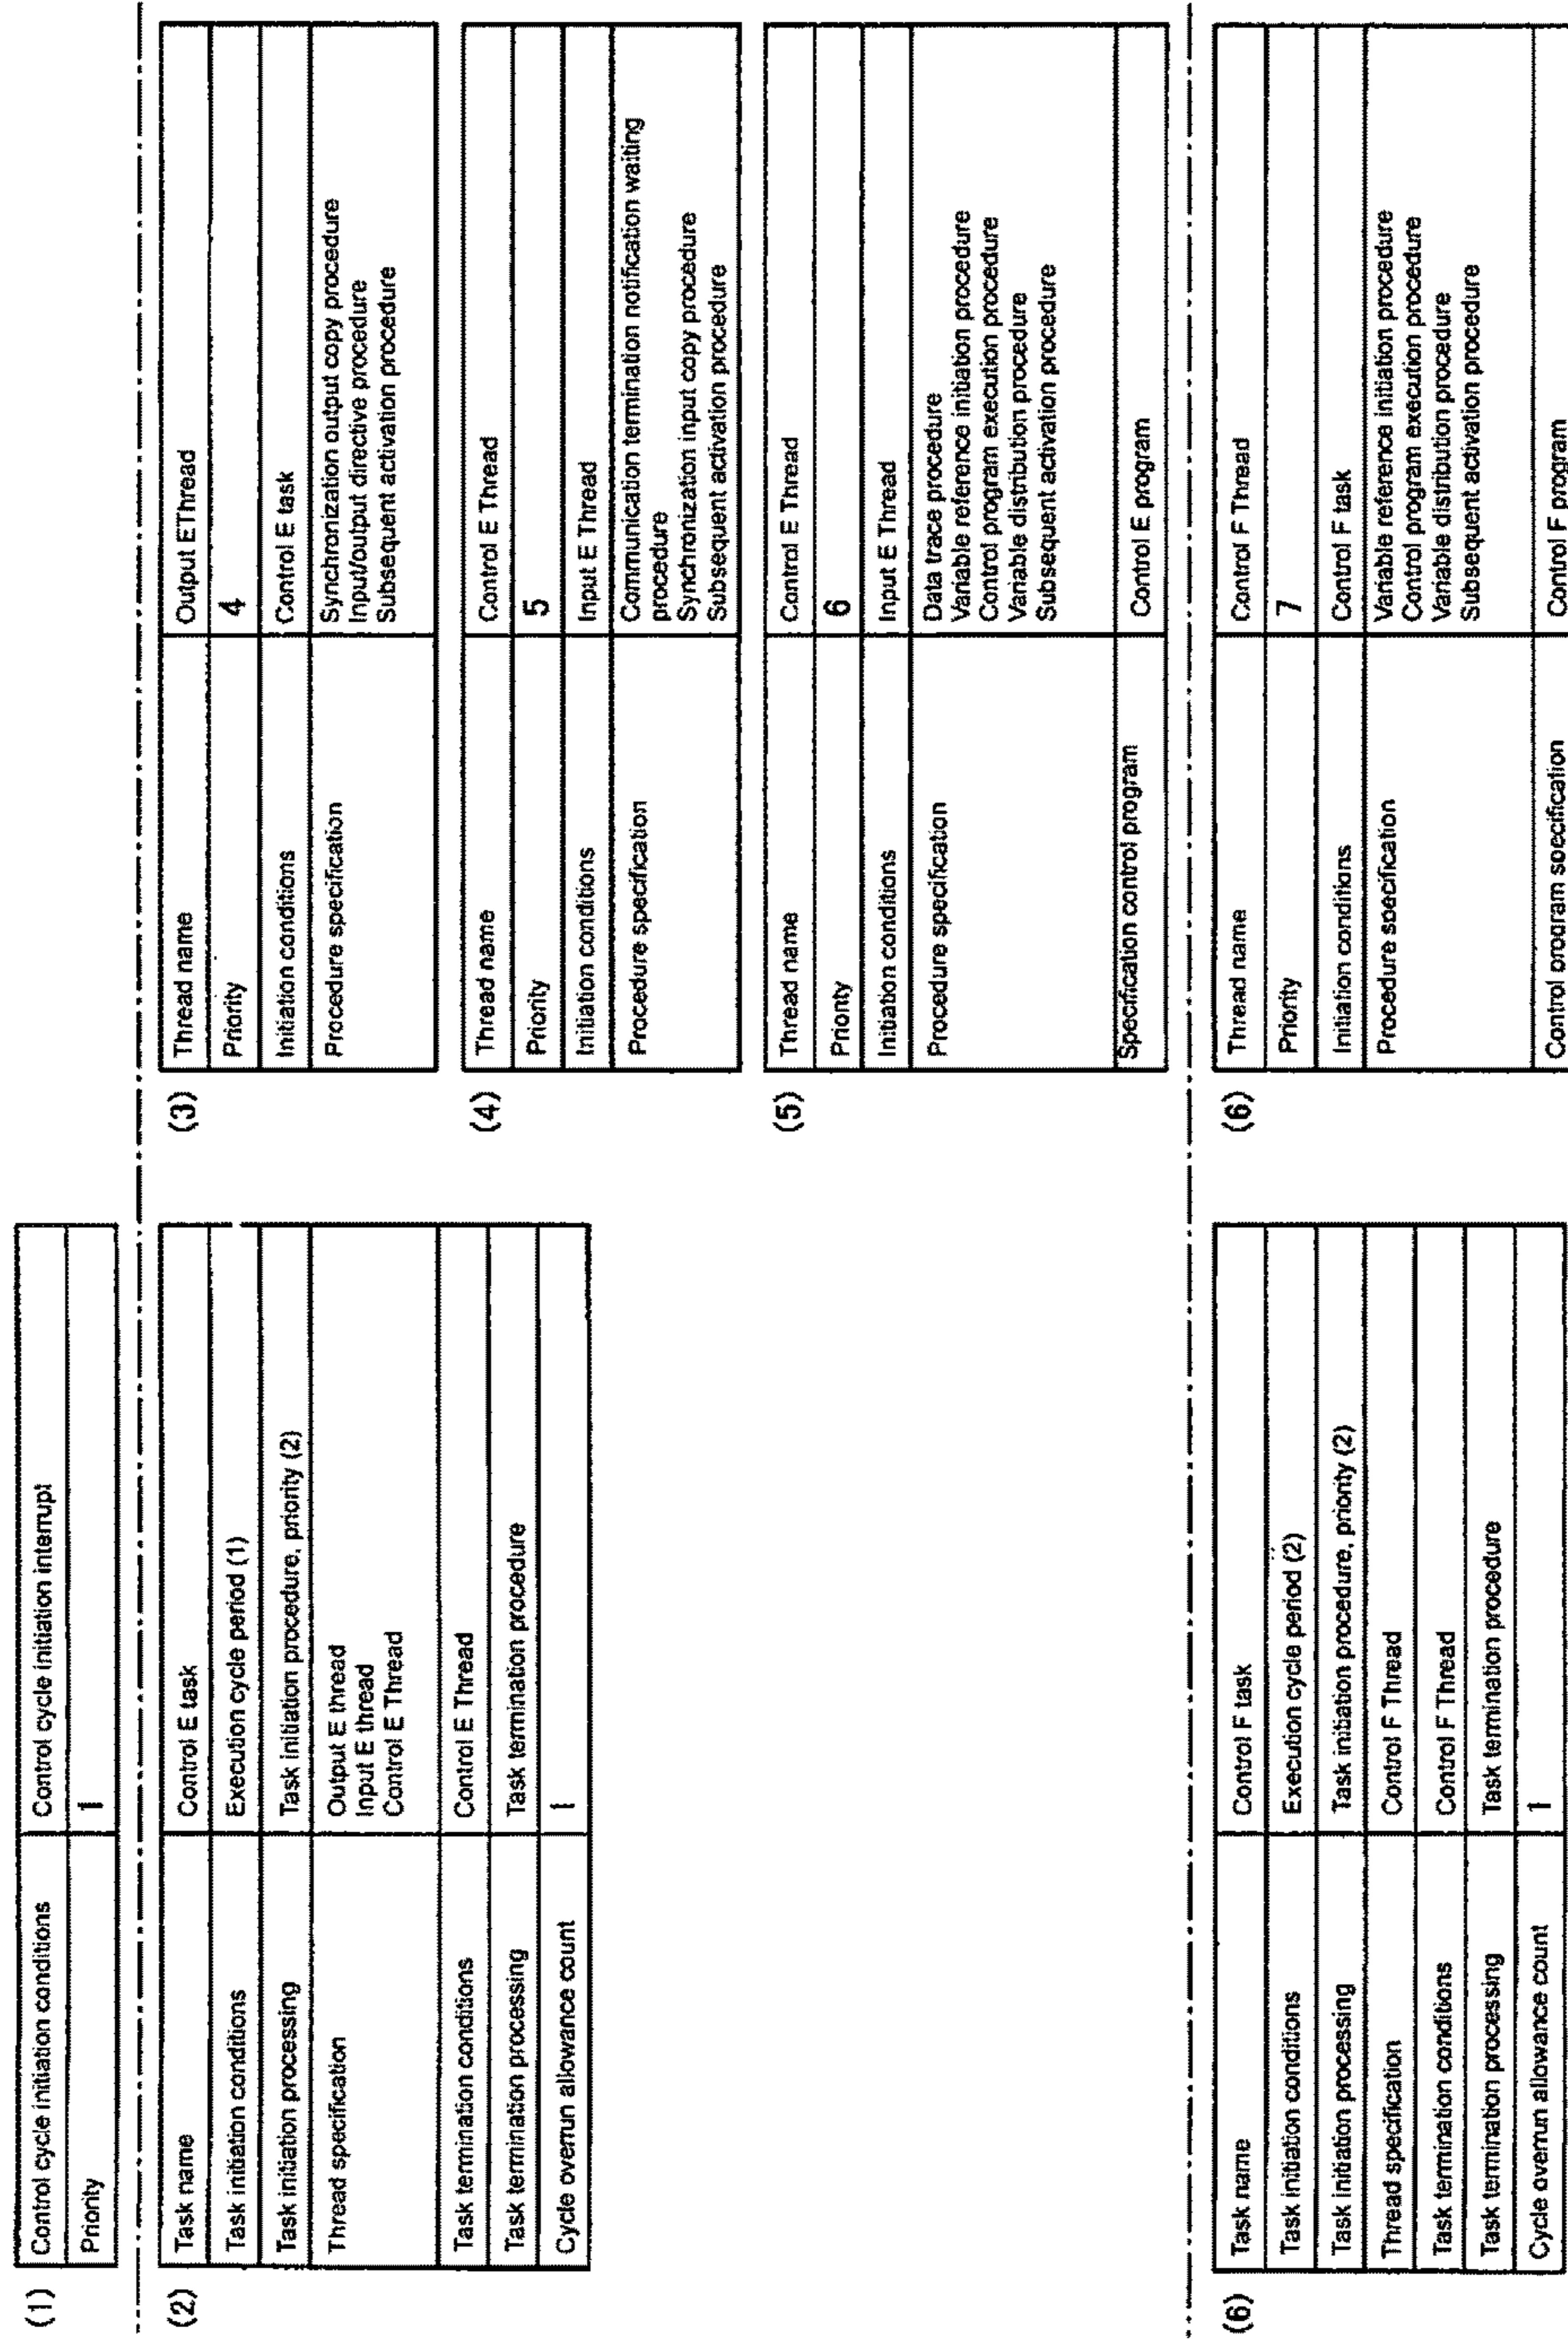 (1)
Control cycle initiation conditions Control cycle initiation interrupt
Priority 1
(2)
Task name Control E task
Task initiation conditions Execution cycle period (1)
Task initiation processing Task initiation procedure, priority (2)
Thread specification Output E thread
Input E thread
Control E Thread
Task termination conditions Control E Thread
Task termination processing Task termination procedure
Cycle overrun allowance count 1
(3)
Thread name Output EThread
Priority 4
Initiation conditions Control E task
Procedure specification Synchronization output copy procedure
Input/output directive procedure
Subsequent activation procedure
(4)
Thread name Control E Thread
Priority 5
Initiation conditions Input E Thread
Procedure specification Communication termination notification waiting
procedure
Synchronization input copy procedure
Subsequent activation procedure
(5)
Thread name Control E Thread
Priority 6
Initiation conditions Input E Thread
Procedure specification Data trace procedure
Variable reference initiation procedure
Control program execution procedure
Variable distribution procedure
Subsequent activation procedure
Specification control program Control E program
(6)
Task name Control F task
Task initiation conditions Execution cycle period (2)
Task initiation processing Task initiation procedure, priority (2)
Thread specification Control F Thread
Task termination conditions Control F Thread
Task termination processing Task termination procedure
Cycle overrun allowance count 1
(6)
Thread name Control F Thread
Priority 7
Initiation conditions Control F task
Procedure specification Variable reference initiation procedure
Control program execution procedure
Variable distribution procedure
Subsequent activation procedure
Control program specification Control F program